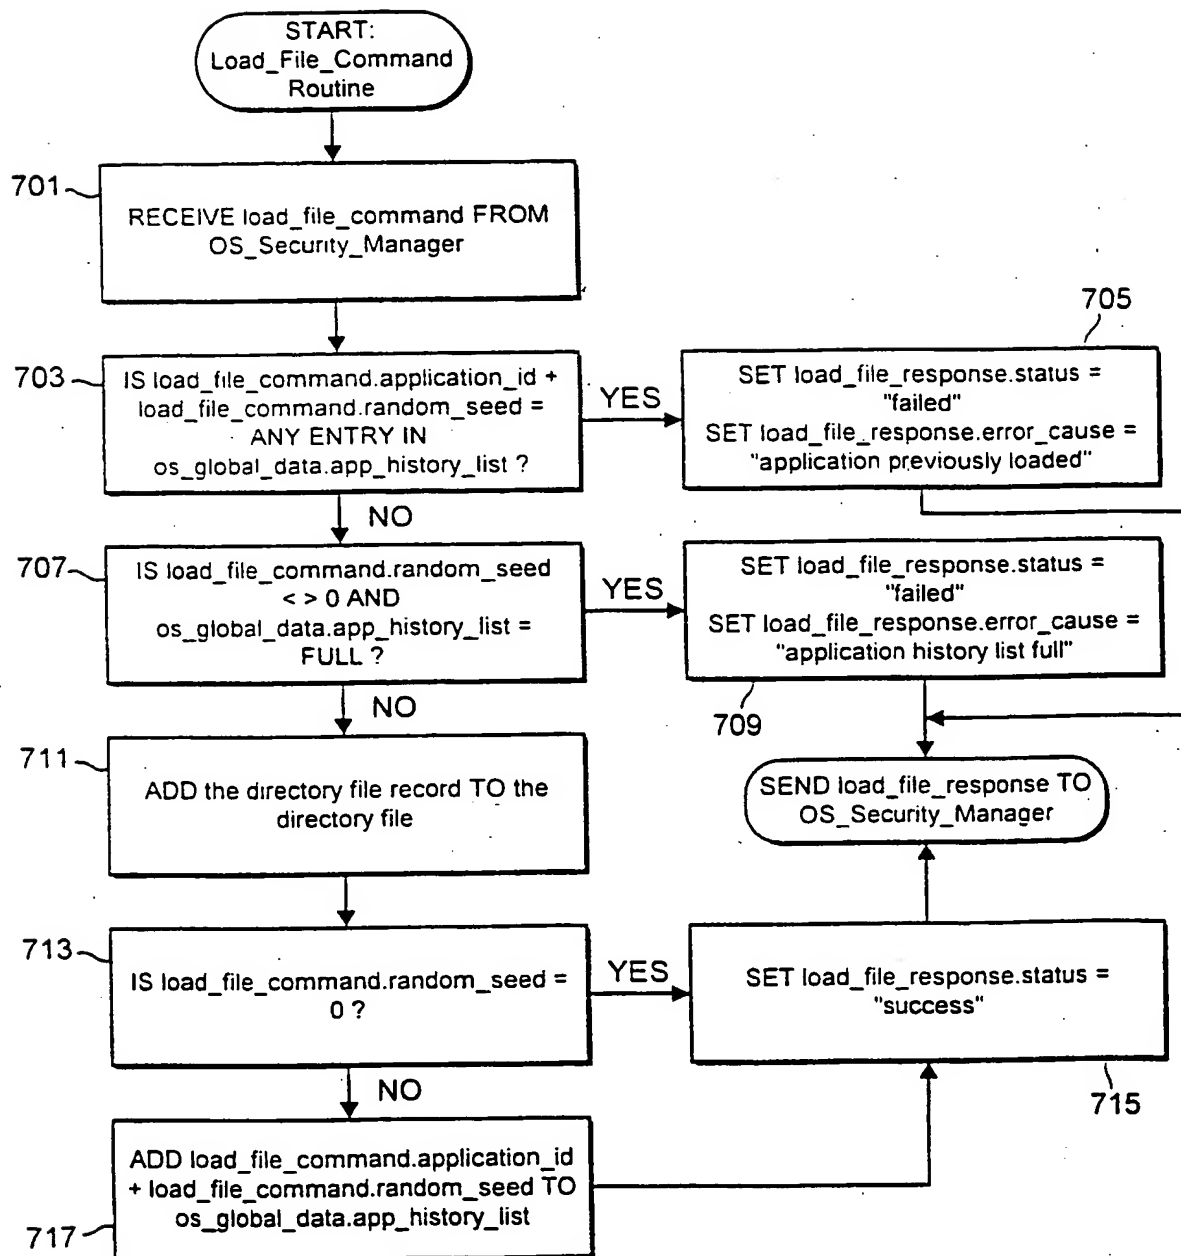 START:
Load_File_Command
Routine
701
RECEIVE load_file_command FROM
OS_Security_Manager
703
IS load_file_command.application_id +
load_file_command.random_seed =
ANY ENTRY IN
os_global_data.app_history_list ?
YES
705
SET load_file_response.status =
"failed"
SET load_file_response.error_cause =
"application previously loaded"
NO
707
IS load_file_command.random_seed
< > 0 AND
os_global_data.app_history_list =
FULL ?
YES
SET load_file_response.status =
"failed"
SET load_file_response.error_cause =
"application history list full"
709
NO
711
ADD the directory file record TO the
directory file
SEND load_file_response TO
OS_Security_Manager
713
IS load_file_command.random_seed =
0 ?
YES
SET load_file_response.status =
"success"
715
NO
ADD load_file_command.application_id
+ load_file_command.random_seed TO
os_global_data.app_history_list
717